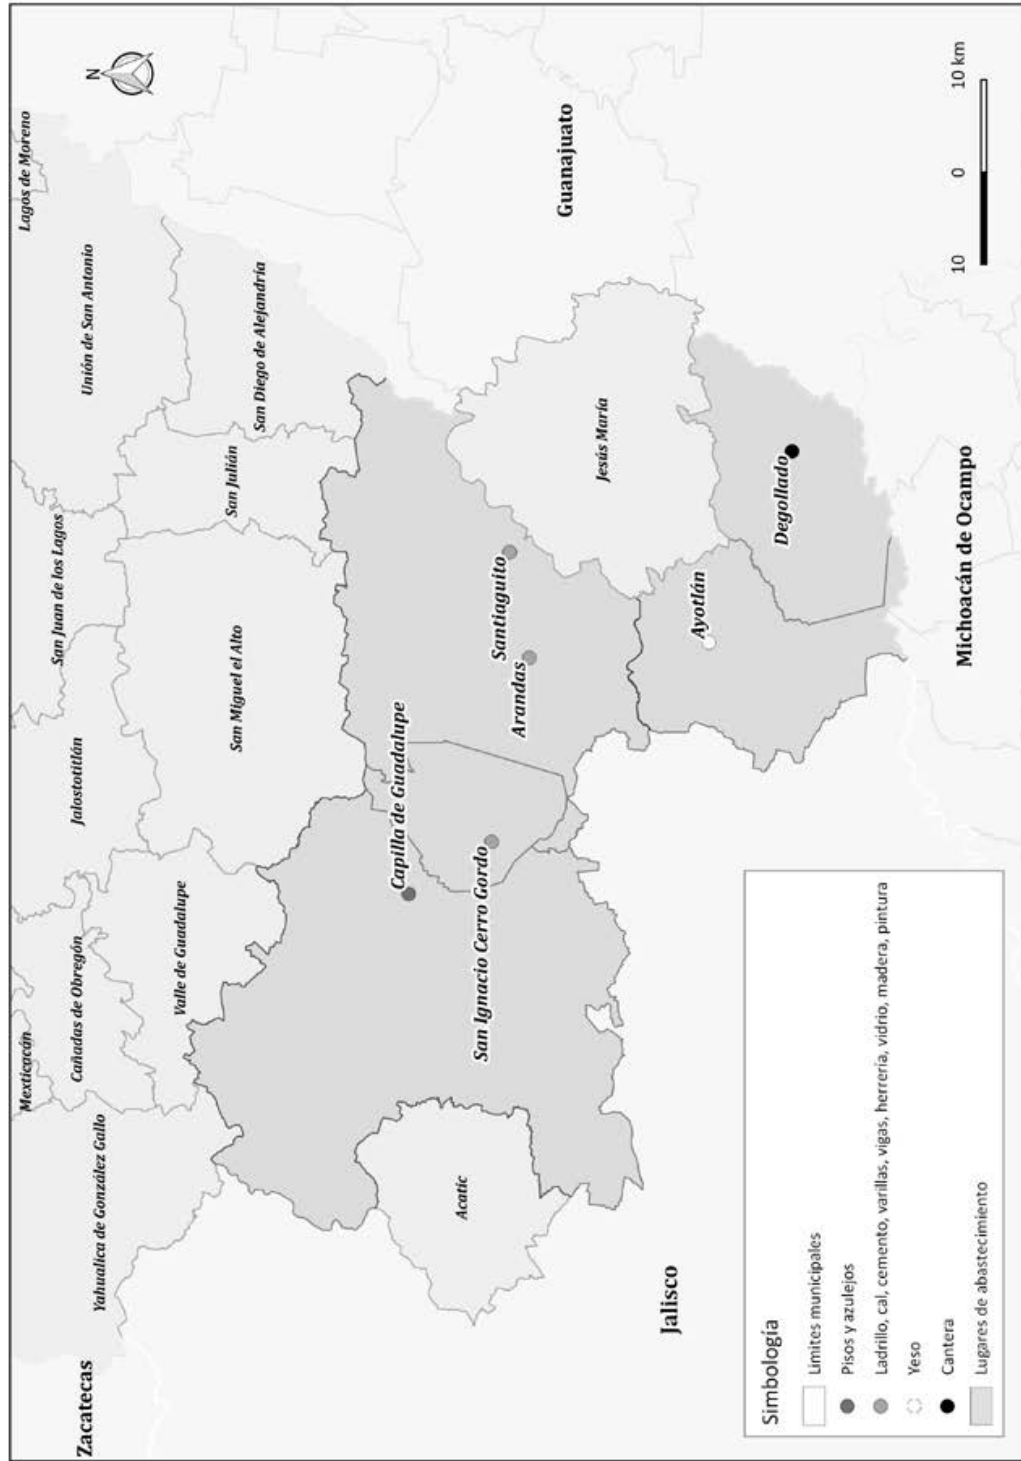 Zacatecas
Yahualica de González Gallo
Mexticacán
Cañadas de Obregón
Valle de Guadalupe
Jalostotitlán
San Juan de los Lagos
San Miguel el Alto
San Julián
Unión de San Antonio
Lagos de Moreno
San Diego de Alejandría
N
Acatic
Capilla de Guadalupe
San Ignacio Cerro Gordo
Arandas
Santiaguito
Jesús María
Guanajuato
Ayotlán
Degollado
Jalisco
Michoacán de Ocampo
10 0 10 km
Simbología
Límites municipales
Pisos y azulejos
Ladrillo, cal, cemento, varillas, vigas, herrería, vidrio, madera, pintura
Yeso
Cantera
Lugares de abastecimiento